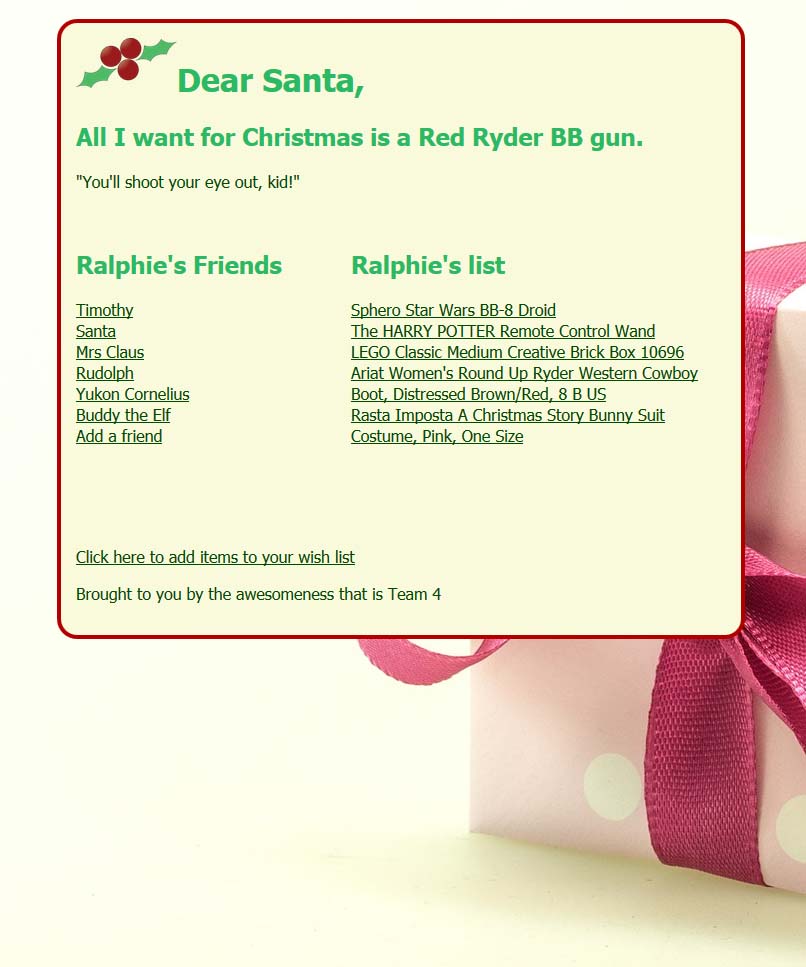 Dear Santa,
All I want for Christmas is a Red Ryder BB gun.
"You'll shoot your eye out, kid!"
Ralphie's Friends
Timothy
Santa
Mrs Claus
Rudolph
Yukon Cornelius
Buddy the Elf
Add a friend
Ralphie's list
Sphero Star Wars BB-8 Droid
The HARRY POTTER Remote Control Wand
LEGO Classic Medium Creative Brick Box 10696
Ariat Women's Round Up Ryder Western Cowboy
Boot, Distressed Brown/Red, 8 B US
Rasta Imposta A Christmas Story Bunny Suit
Costume, Pink, One Size
Click here to add items to your wish list
Brought to you by the awesomeness that is Team 4